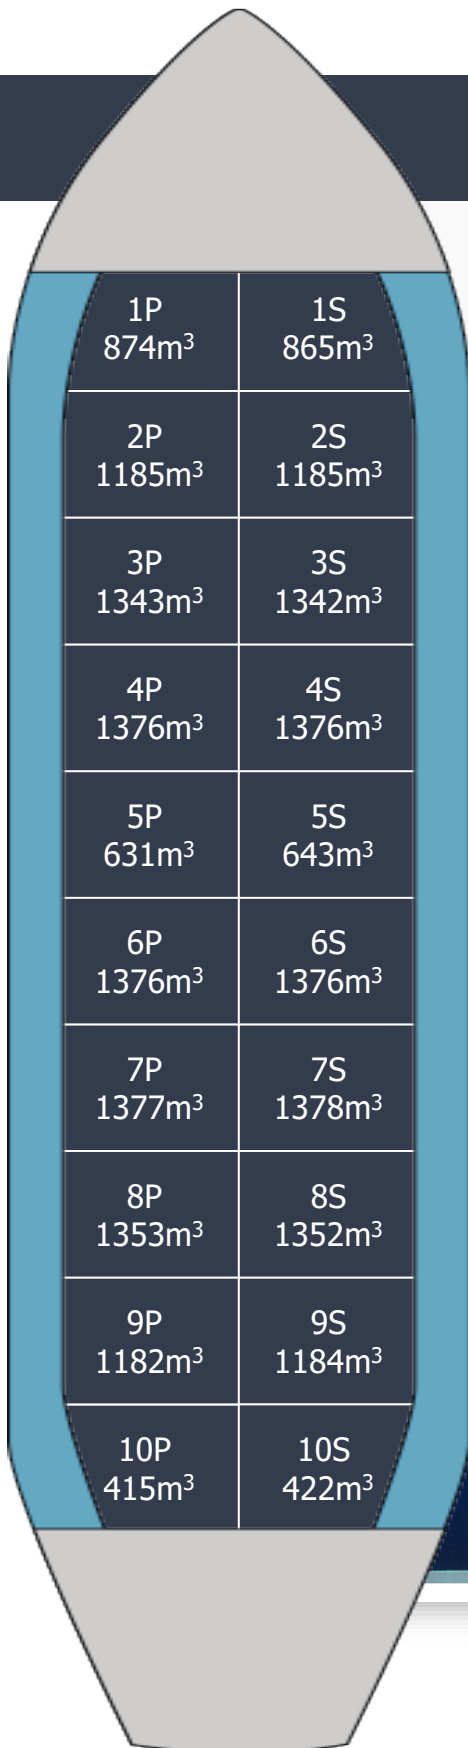 1P 1S
874m³ 865m³
2P 2S
1185m³ 1185m³
3P 3S
1343m³ 1342m³
4P 4S
1376m³ 1376m³
5P 5S
631m³ 643m³
6P 6S
1376m³ 1376m³
7P 7S
1377m³ 1378m³
8P 8S
1353m³ 1352m³
9P 9S
1182m³ 1184m³
10P 10S
415m³ 422m³